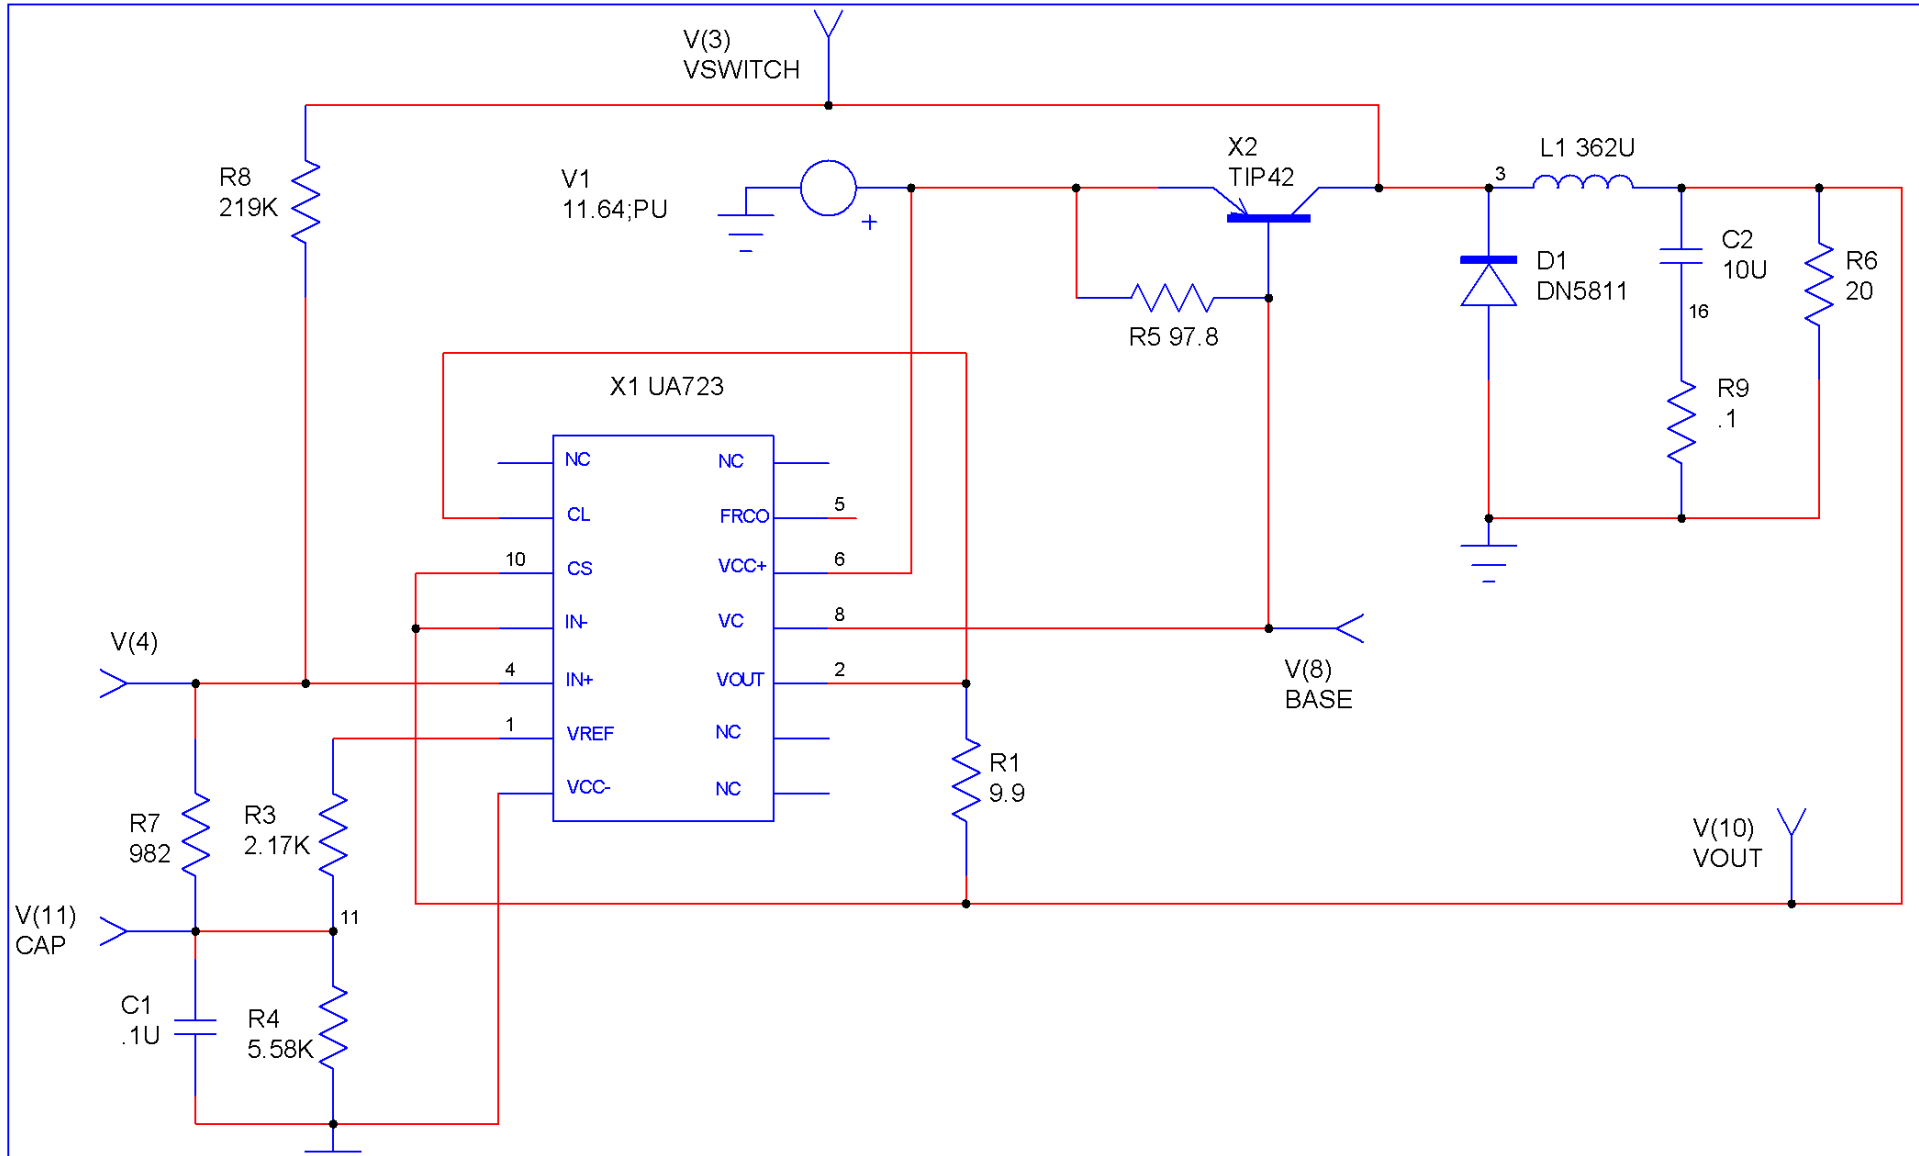 V(3)
VSWITCH
R8
219K
V1
11.64;PU
+
X2
TIP42
3
L1 362U
R5 97.8
D1
DN5811
C2
10U
16
R6
20
R9
.1
X1 UA723
NC
NC
CL
FRCO
5
10
CS
VCC+
6
IN-
VC
8
V(4)
4
IN+
VOUT
2
V(8)
BASE
1
VREF
NC
VCC-
NC
R1
9.9
R7
982
R3
2.17K
V(10)
VOUT
V(11)
CAP
11
C1
.1U
R4
5.58K